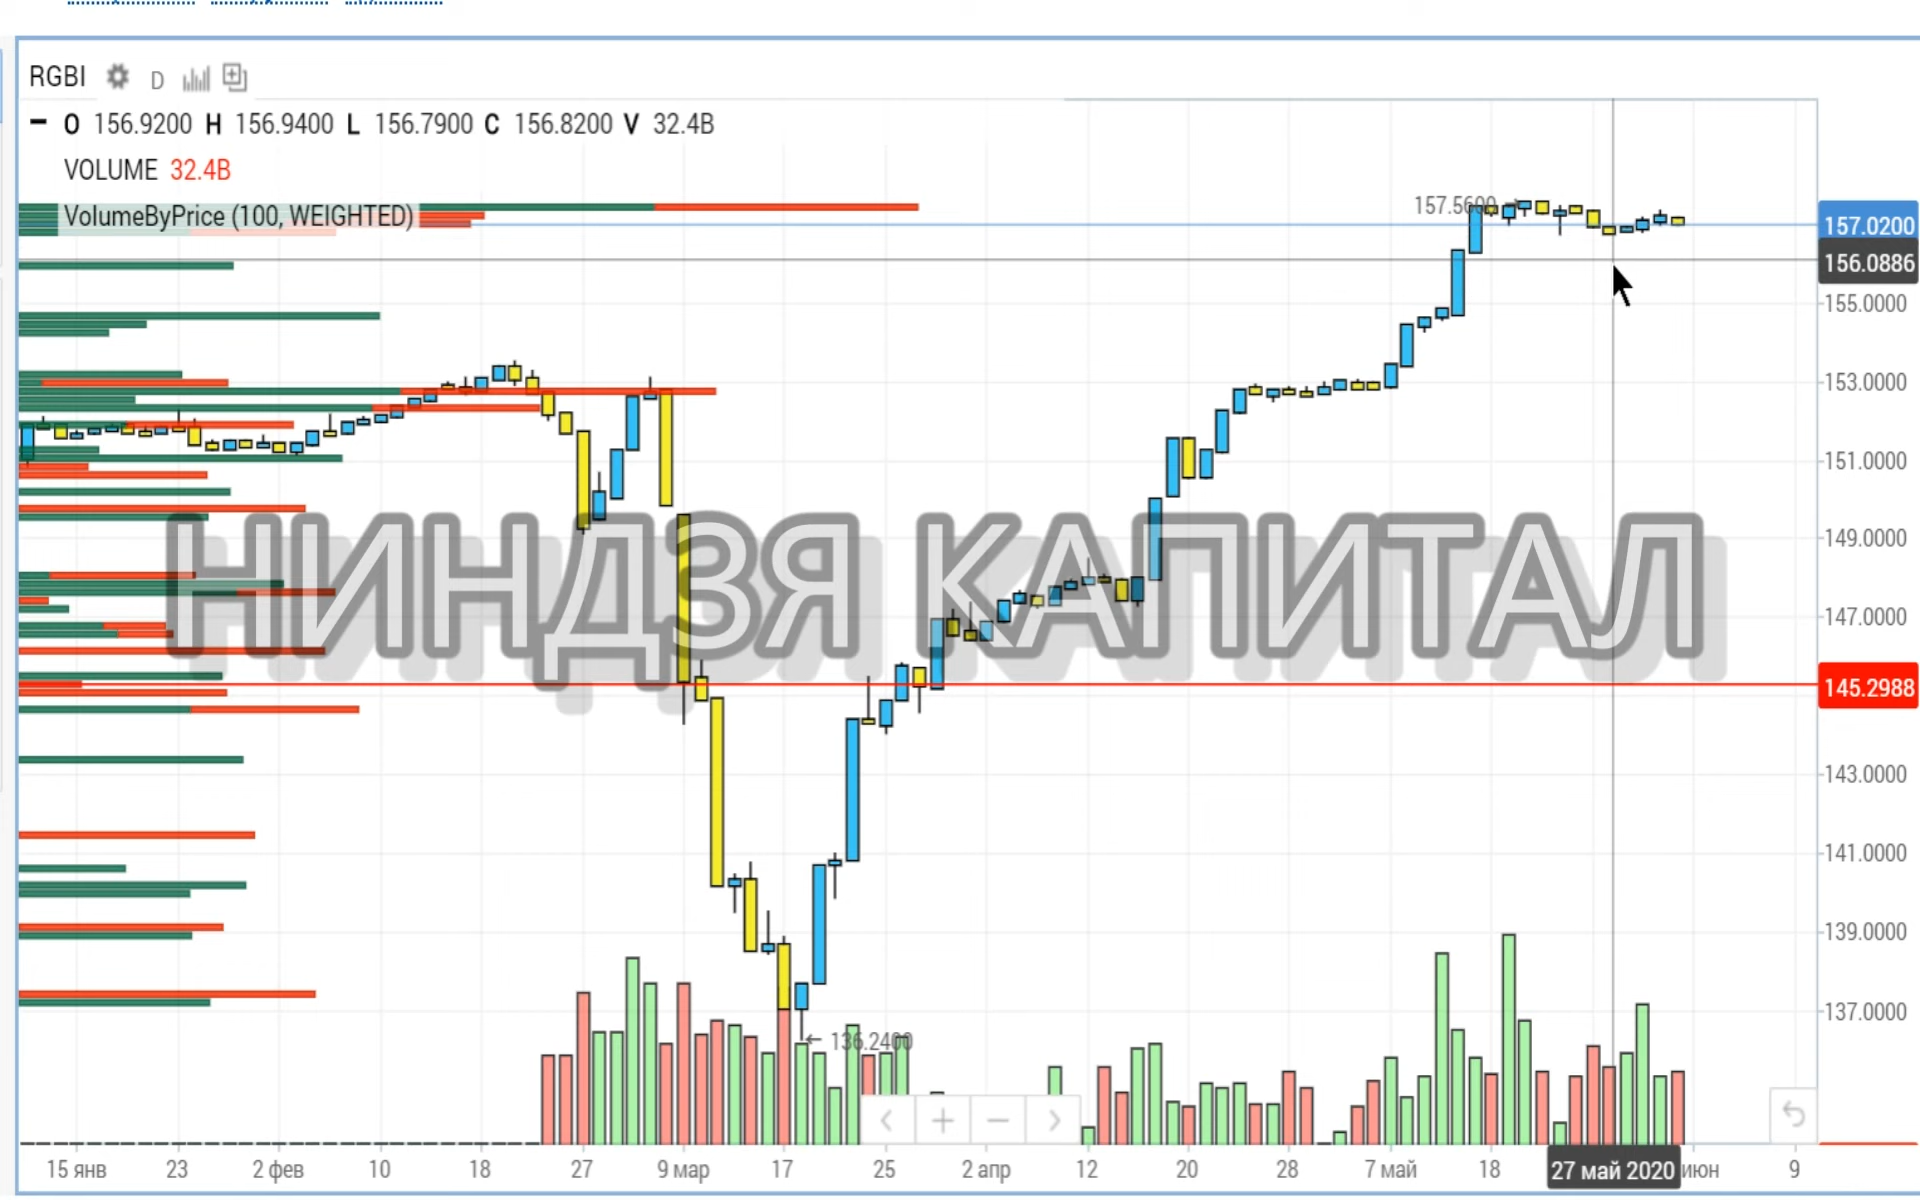 RGBI D
O 156.9200 H 156.9400 L 156.7900 C 156.8200 V 32.4B
VOLUME 32.4B
VolumeByPrice (100, WEIGHTED)
157.5600
157.0200
156.0886
155.0000
153.0000
151.0000
149.0000
НИНДЗЯ КАПИТАЛ
147.0000
145.2988
143.0000
141.0000
139.0000
137.0000
136.2400
15 янв 23 2 фев 10 18 27 9 мар 17 25 2 апр 12 20 28 7 май 18 27 май 2020 июн 9